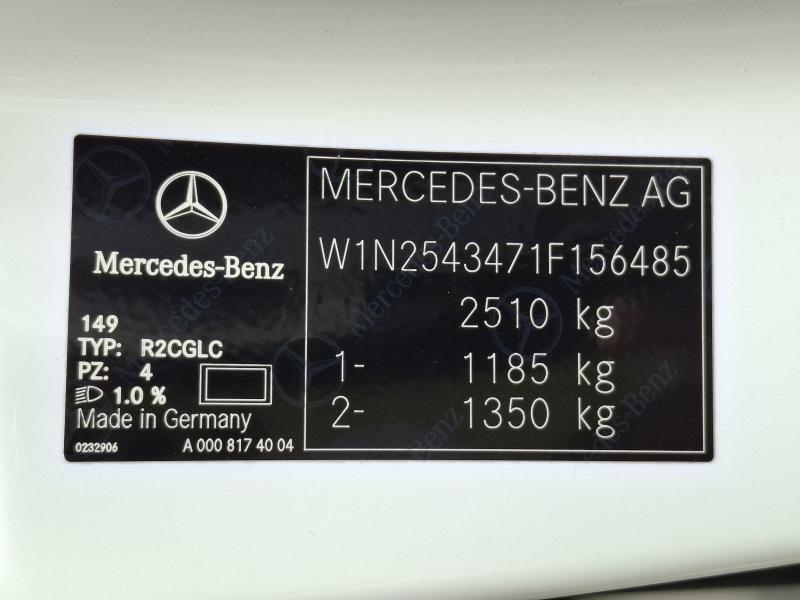 Mercedes-Benz
149
TYP: R2CGLC
PZ: 4
1.0 %
Made in Germany
0232906 A 000 817 40 04
MERCEDES-BENZ AG
W1N2543471F156485
2510 kg
1- 1185 kg
2- 1350 kg